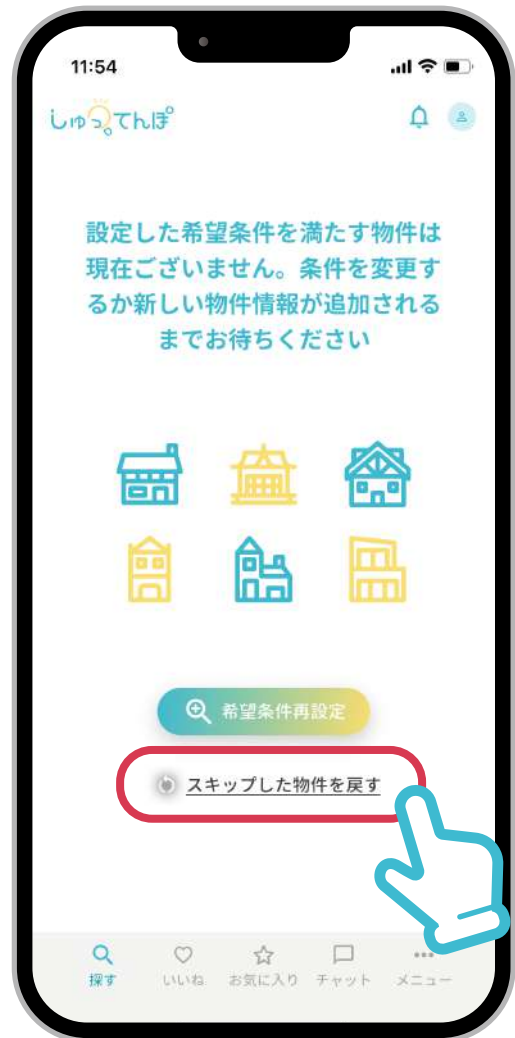 11:54
しゅってんぽ
設定した希望条件を満たす物件は
現在ございません。条件を変更す
るか新しい物件情報が追加される
までお待ちください
希望条件再設定
スキップした物件を戻す
探す いいね お気に入り チャット メニュー